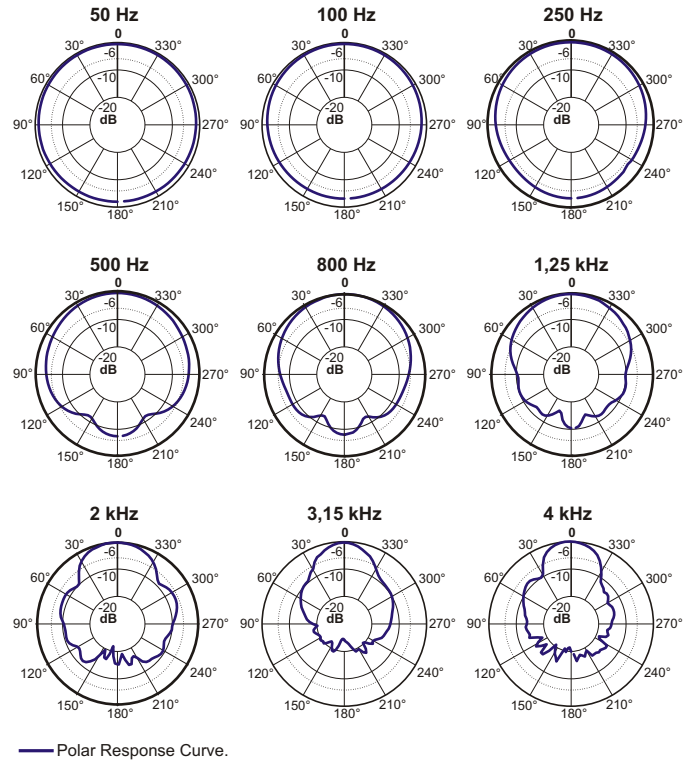 50 Hz 100 Hz 250 Hz
0 0 0
30° -6 330° 30° -6 330° 30° -6 330°
60° -10 300° 60° -10 300° 60° -10 300°
-20 -20 -20
90° dB 270° 90° dB 270° 90° dB 270°
120° 240° 120° 240° 120° 240°
150° 180° 210° 150° 180° 210° 150° 180° 210°
500 Hz 800 Hz 1,25 kHz
0 0 0
30° -6 330° 30° -6 330° 30° -6 330°
60° -10 300° 60° -10 300° 60° -10 300°
-20 -20 -20
90° dB 270° 90° dB 270° 90° dB 270°
120° 240° 120° 240° 120° 240°
150° 180° 210° 150° 180° 210° 150° 180° 210°
2 kHz 3,15 kHz 4 kHz
0 0 0
30° -6 330° 30° -6 330° 30° -6 330°
60° -10 300° 60° -10 300° 60° -10 300°
-20 -20 -20
90° dB 270° 90° dB 270° 90° dB 270°
120° 240° 120° 240° 120° 240°
150° 180° 210° 150° 180° 210° 150° 180° 210°
Polar Response Curve.